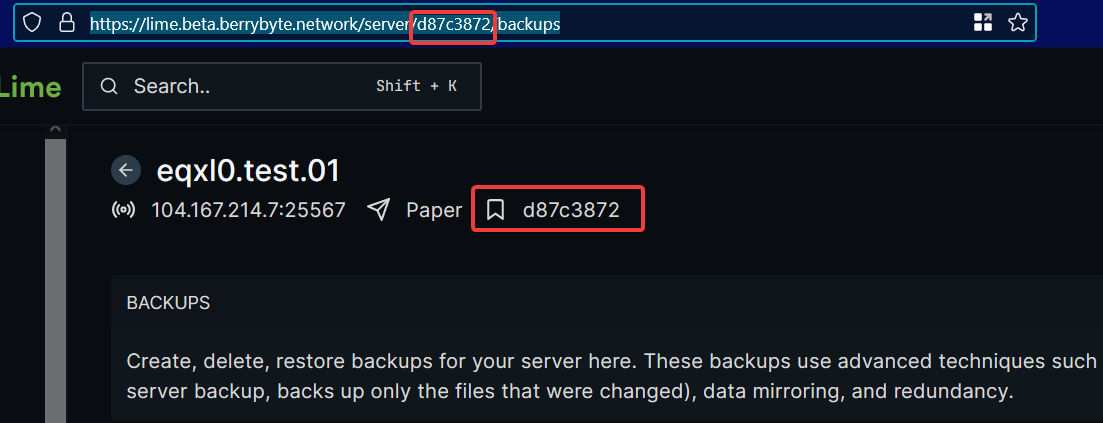 https://lime.beta.berrybyte.network/server/d87c3872/backups
Lime
Search.. Shift + K
eqxl0.test.01
104.167.214.7:25567 Paper d87c3872
BACKUPS
Create, delete, restore backups for your server here. These backups use advanced techniques such
server backup, backs up only the files that were changed), data mirroring, and redundancy.